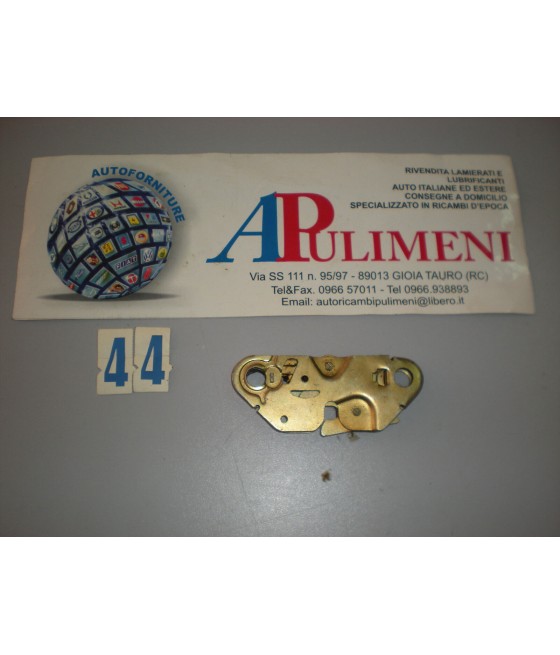 AUTOFORNITURE
RIVENDITA LAMIERATI E
LUBRIFICANTI
AUTO ITALIANE ED ESTERE
CONSEGNE A DOMICILIO
SPECIALIZZATO IN RICAMBI D'EPOCA
APULIMENI
Via SS 111 n. 95/97 - 89013 GIOIA TAURO (RC)
Tel&Fax. 0966 57011 - Tel 0966.938893
Email: autoricambipulimeni@libero.it
44